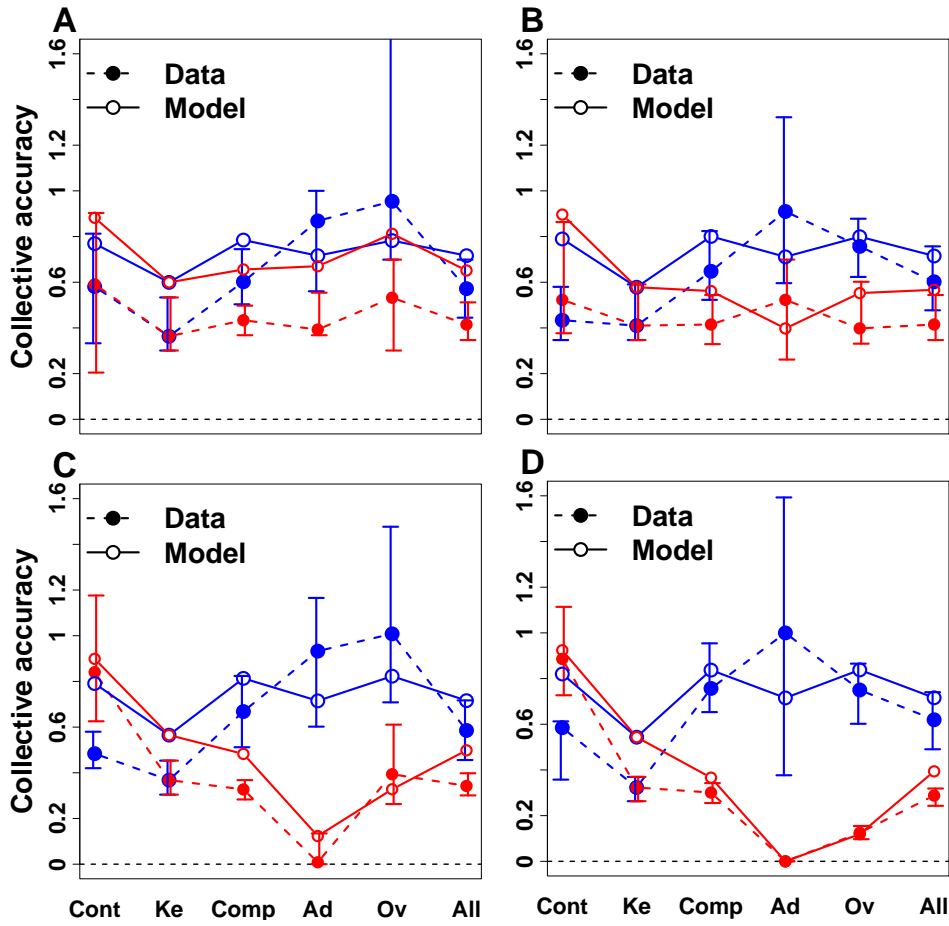 A
B
Data
Model
Data
Model
Collective accuracy
0 0.2 0.6 1 1.2 1.6
0 0.2 0.6 1 1.2 1.6
C
D
Data
Model
Data
Model
Collective accuracy
0 0.2 0.6 1 1.2 1.6
0 0.2 0.6 1 1.2 1.6
Cont Ke Comp Ad Ov All
Cont Ke Comp Ad Ov All